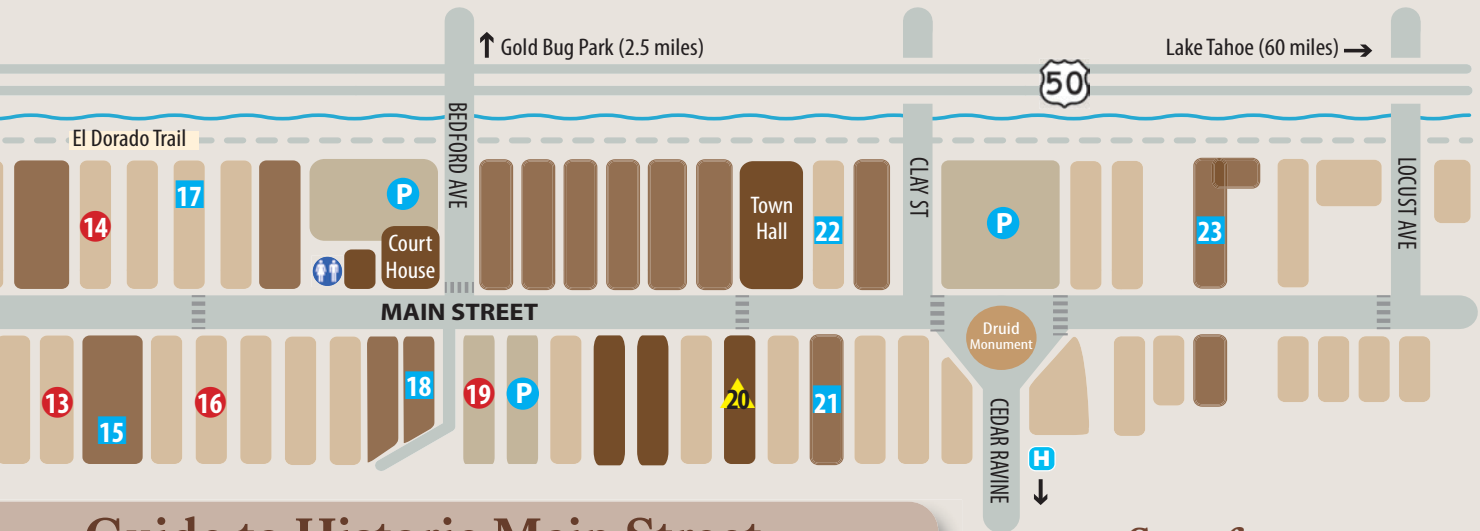 Gold Bug Park (2.5 miles)
Lake Tahoe (60 miles)
50
BEDFORD AVE
El Dorado Trail
CLAY ST
LOCUST AVE
14
17
P
Court
House
Town
Hall
22
P
23
MAIN STREET
Druid
Monument
13
15
16
18
19
P
20
21
CEDAR RAVINE
H
Guide to Historic Main Street